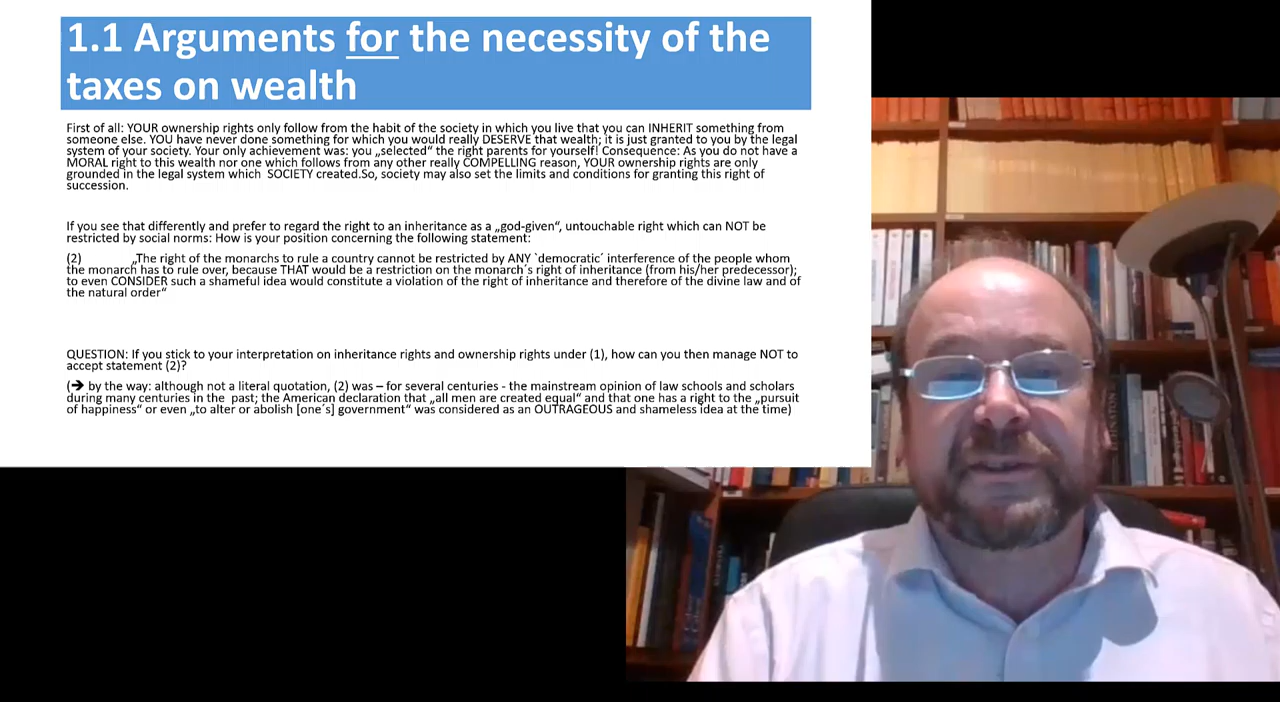 1.1 Arguments for the necessity of the
taxes on wealth
First of all: YOUR ownership rights only follow from the habit of the society in which you live that you can INHERIT something from
someone else. YOU have never done something for which you would really DESERVE that wealth; it is just granted to you by the legal
system of your society. Your only achievement was: you „selected“ the right parents for yourself! Consequence: As you do not have a
MORAL right to this wealth nor one which follows from any other really COMPELLING reason, YOUR ownership rights are only
grounded in the legal system which SOCIETY created.So, society may also set the limits and conditions for granting this right of
succession.
If you see that differently and prefer to regard the right to an inheritance as a „god-given“, untouchable right which can NOT be
restricted by social norms: How is your position concerning the following statement:
(2) „The right of the monarchs to rule a country cannot be restricted by ANY `democratic´ interference of the people whom
the monarch has to rule over, because THAT would be a restriction on the monarch´s right of inheritance (from his/her predecessor);
to even CONSIDER such a shameful idea would constitute a violation of the right of inheritance and therefore of the divine law and of
the natural order“
QUESTION: If you stick to your interpretation on inheritance rights and ownership rights under (1), how can you then manage NOT to
accept statement (2)?
(➔ by the way: although not a literal quotation, (2) was – for several centuries - the mainstream opinion of law schools and scholars
during many centuries in the past; the American declaration that „all men are created equal“ and that one has a right to the „pursuit
of happiness“ or even „to alter or abolish [one´s] government“ was considered as an OUTRAGEOUS and shameless idea at the time)